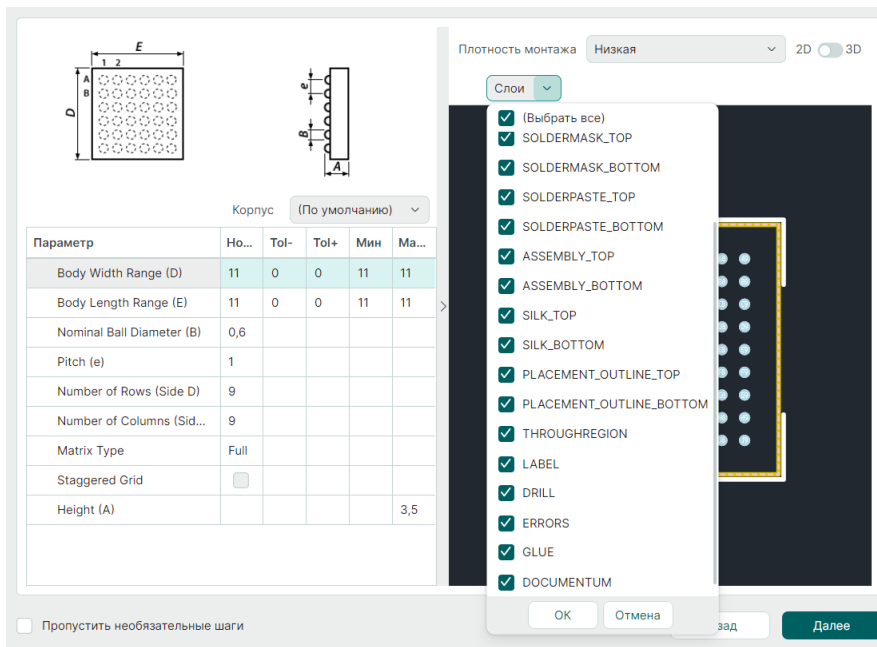 E
1 2
A
B
D
e
B
A
Плотность монтажа Низкая 2D 3D
Слои
(Выбрать все)
SOLDERMASK_TOP
SOLDERMASK_BOTTOM
SOLDERPASTE_TOP
SOLDERPASTE_BOTTOM
ASSEMBLY_TOP
ASSEMBLY_BOTTOM
SILK_TOP
SILK_BOTTOM
PLACEMENT_OUTLINE_TOP
PLACEMENT_OUTLINE_BOTTOM
THROUGHREGION
LABEL
DRILL
ERRORS
GLUE
DOCUMENTUM
OK Отмена
Корпус (По умолчанию)
Параметр Но... Tol- Tol+ Мин Ма...
Body Width Range (D) 11 0 0 11 11
Body Length Range (E) 11 0 0 11 11
Nominal Ball Diameter (B) 0,6
Pitch (e) 1
Number of Rows (Side D) 9
Number of Columns (Sid... 9
Matrix Type Full
Staggered Grid
Height (A) 3,5
Пропустить необязательные шаги
зад Далее